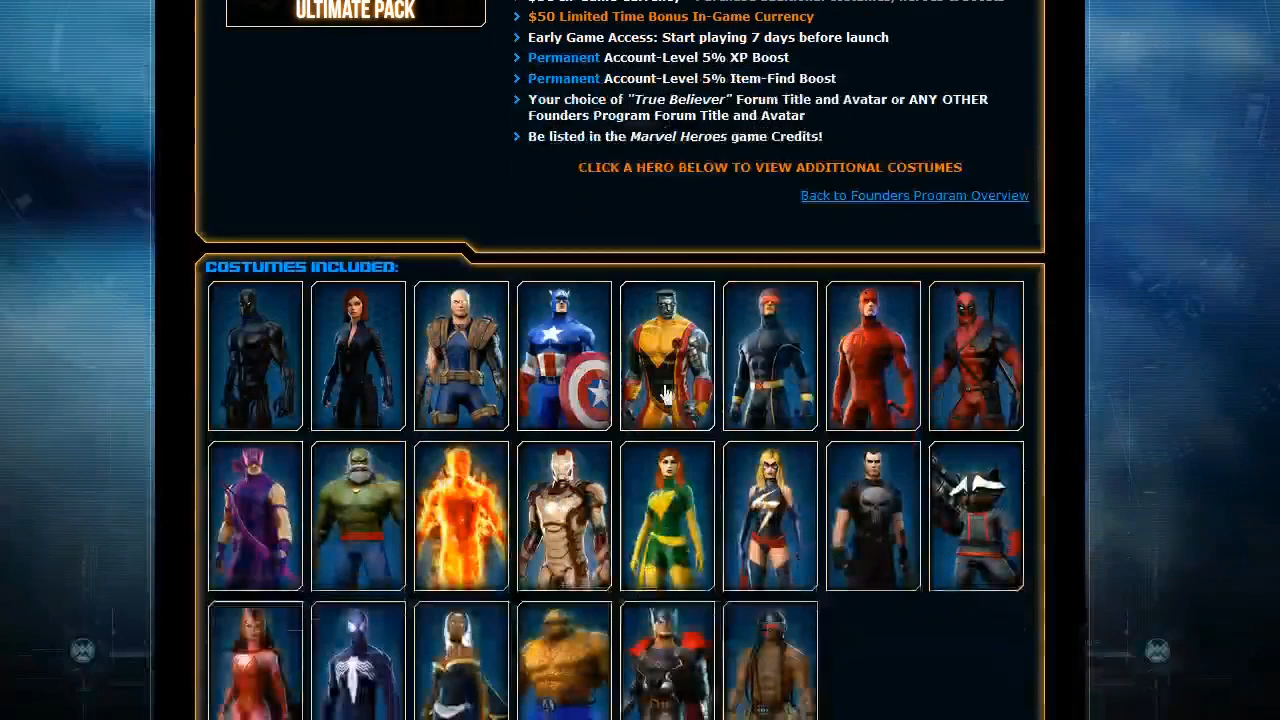 ULTIMATE PACK
$50 Limited Time Bonus In-Game Currency
Early Game Access: Start playing 7 days before launch
Permanent Account-Level 5% XP Boost
Permanent Account-Level 5% Item-Find Boost
Your choice of "True Believer" Forum Title and Avatar or ANY OTHER
Founders Program Forum Title and Avatar
Be listed in the Marvel Heroes game Credits!
CLICK A HERO BELOW TO VIEW ADDITIONAL COSTUMES
Back to Founders Program Overview
COSTUMES INCLUDED: